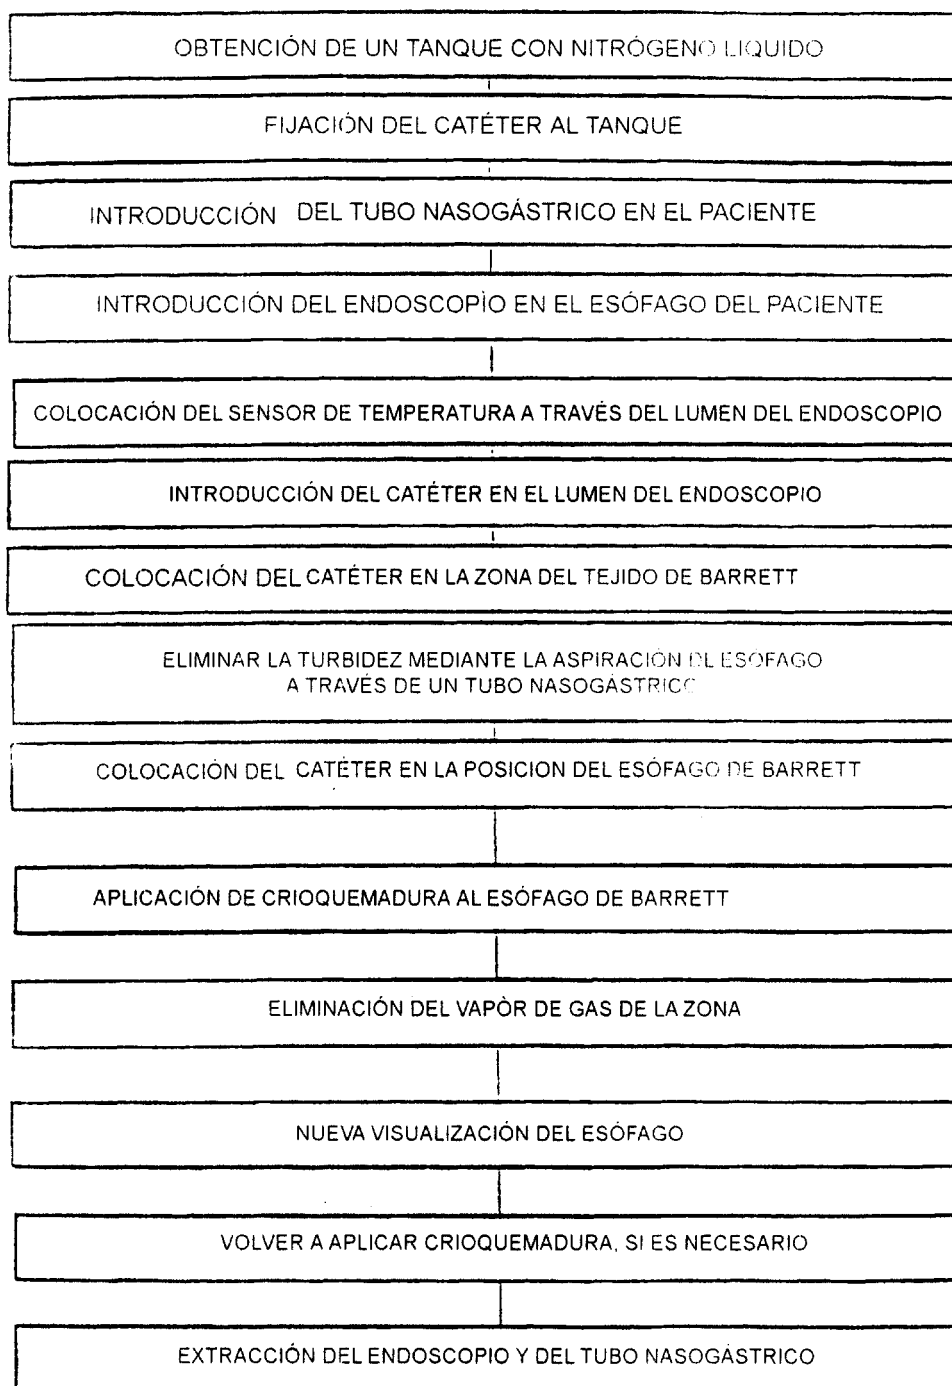 OBTENCIÓN DE UN TANQUE CON NITRÓGENO LIQUIDO
FIJACIÓN DEL CATÉTER AL TANQUE
INTRODUCCIÓN DEL TUBO NASOGÁSTRICO EN EL PACIENTE
INTRODUCCIÓN DEL ENDOSCOPIO EN EL ESÓFAGO DEL PACIENTE
COLOCACIÓN DEL SENSOR DE TEMPERATURA A TRAVÉS DEL LUMEN DEL ENDOSCOPIO
INTRODUCCIÓN DEL CATÉTER EN EL LUMEN DEL ENDOSCOPIO
COLOCACIÓN DEL CATÉTER EN LA ZONA DEL TEJIDO DE BARRETT
ELIMINAR LA TURBIDEZ MEDIANTE LA ASPIRACIÓN DL ESOFAGO
A TRAVÉS DE UN TUBO NASOGÁSTRICO
COLOCACIÓN DEL CATÉTER EN LA POSICION DEL ESÓFAGO DE BARRETT
APLICACIÓN DE CRIOQUEMADURA AL ESÓFAGO DE BARRETT
ELIMINACIÓN DEL VAPÒR DE GAS DE LA ZONA
NUEVA VISUALIZACIÓN DEL ESÓFAGO
VOLVER A APLICAR CRIOQUEMADURA, SI ES NECESARIO
EXTRACCIÓN DEL ENDOSCOPIO Y DEL TUBO NASOGÁSTRICO